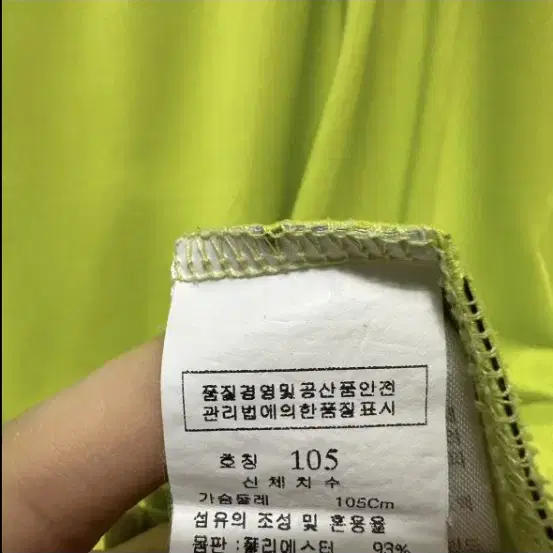 품질경영및공산품안전
관리법에의한품질표시
호칭 105
신체치수
가슴둘레 105Cm
섬유의 조성 및 혼용율
몸판 : 폴리에스터 93%